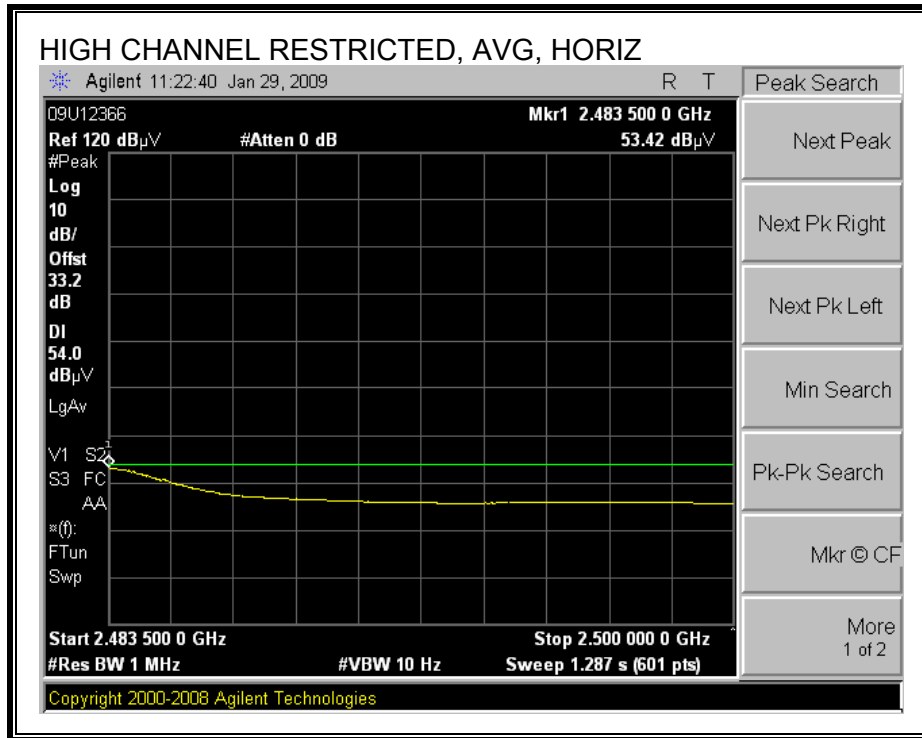 HIGH CHANNEL RESTRICTED, AVG, HORIZ
Agilent 11:22:40 Jan 29, 2009 R T
Peak Search
09U12366 Mkr1 2.483 500 0 GHz
Ref 120 dBµV #Atten 0 dB 53.42 dBµV
#Peak
Log
10
dB/
Offst
33.2
dB
DI
54.0
dBµV
LgAv
1
V1 S2
S3 FC
AA
¤(f):
FTun
Swp
Start 2.483 500 0 GHz Stop 2.500 000 0 GHz ^
#Res BW 1 MHz #VBW 10 Hz Sweep 1.287 s (601 pts)
Copyright 2000-2008 Agilent Technologies
Next Peak
Next Pk Right
Next Pk Left
Min Search
Pk-Pk Search
Mkr © CF
More
1 of 2